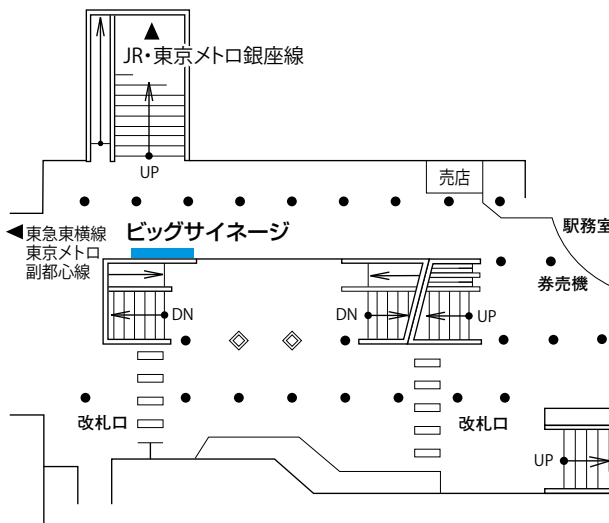 ▲
JR・東京メトロ銀座線
UP
売店
駅務室
◀東急東横線
東京メトロ
副都心線
ビッグサイネージ
券売機
DN
DN
UP
改札口
改札口
UP